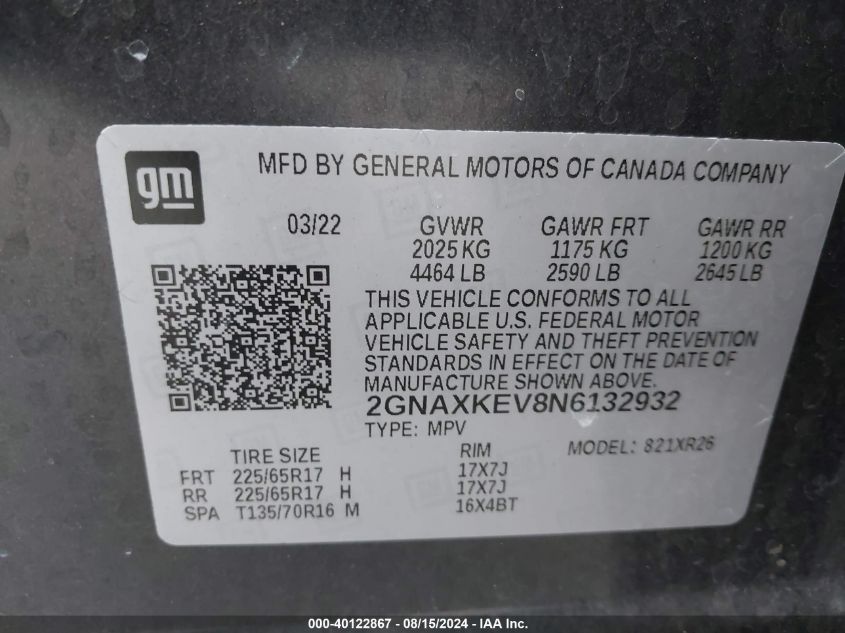 gm
MFD BY GENERAL MOTORS OF CANADA COMPANY
03/22 GVWR GAWR FRT GAWR RR
2025 KG 1175 KG 1200 KG
4464 LB 2590 LB 2645 LB
THIS VEHICLE CONFORMS TO ALL
APPLICABLE U.S. FEDERAL MOTOR
VEHICLE SAFETY AND THEFT PREVENTION
STANDARDS IN EFFECT ON THE DATE OF
MANUFACTURE SHOWN ABOVE.
2GNAXKEV8N6132932
TYPE: MPV MODEL: 821XR26
TIRE SIZE RIM
FRT 225/65R17 H 17X7J
RR 225/65R17 H 17X7J
SPA T135/70R16 M 16X4BT
000-40122867 - 08/15/2024 - IAA Inc.